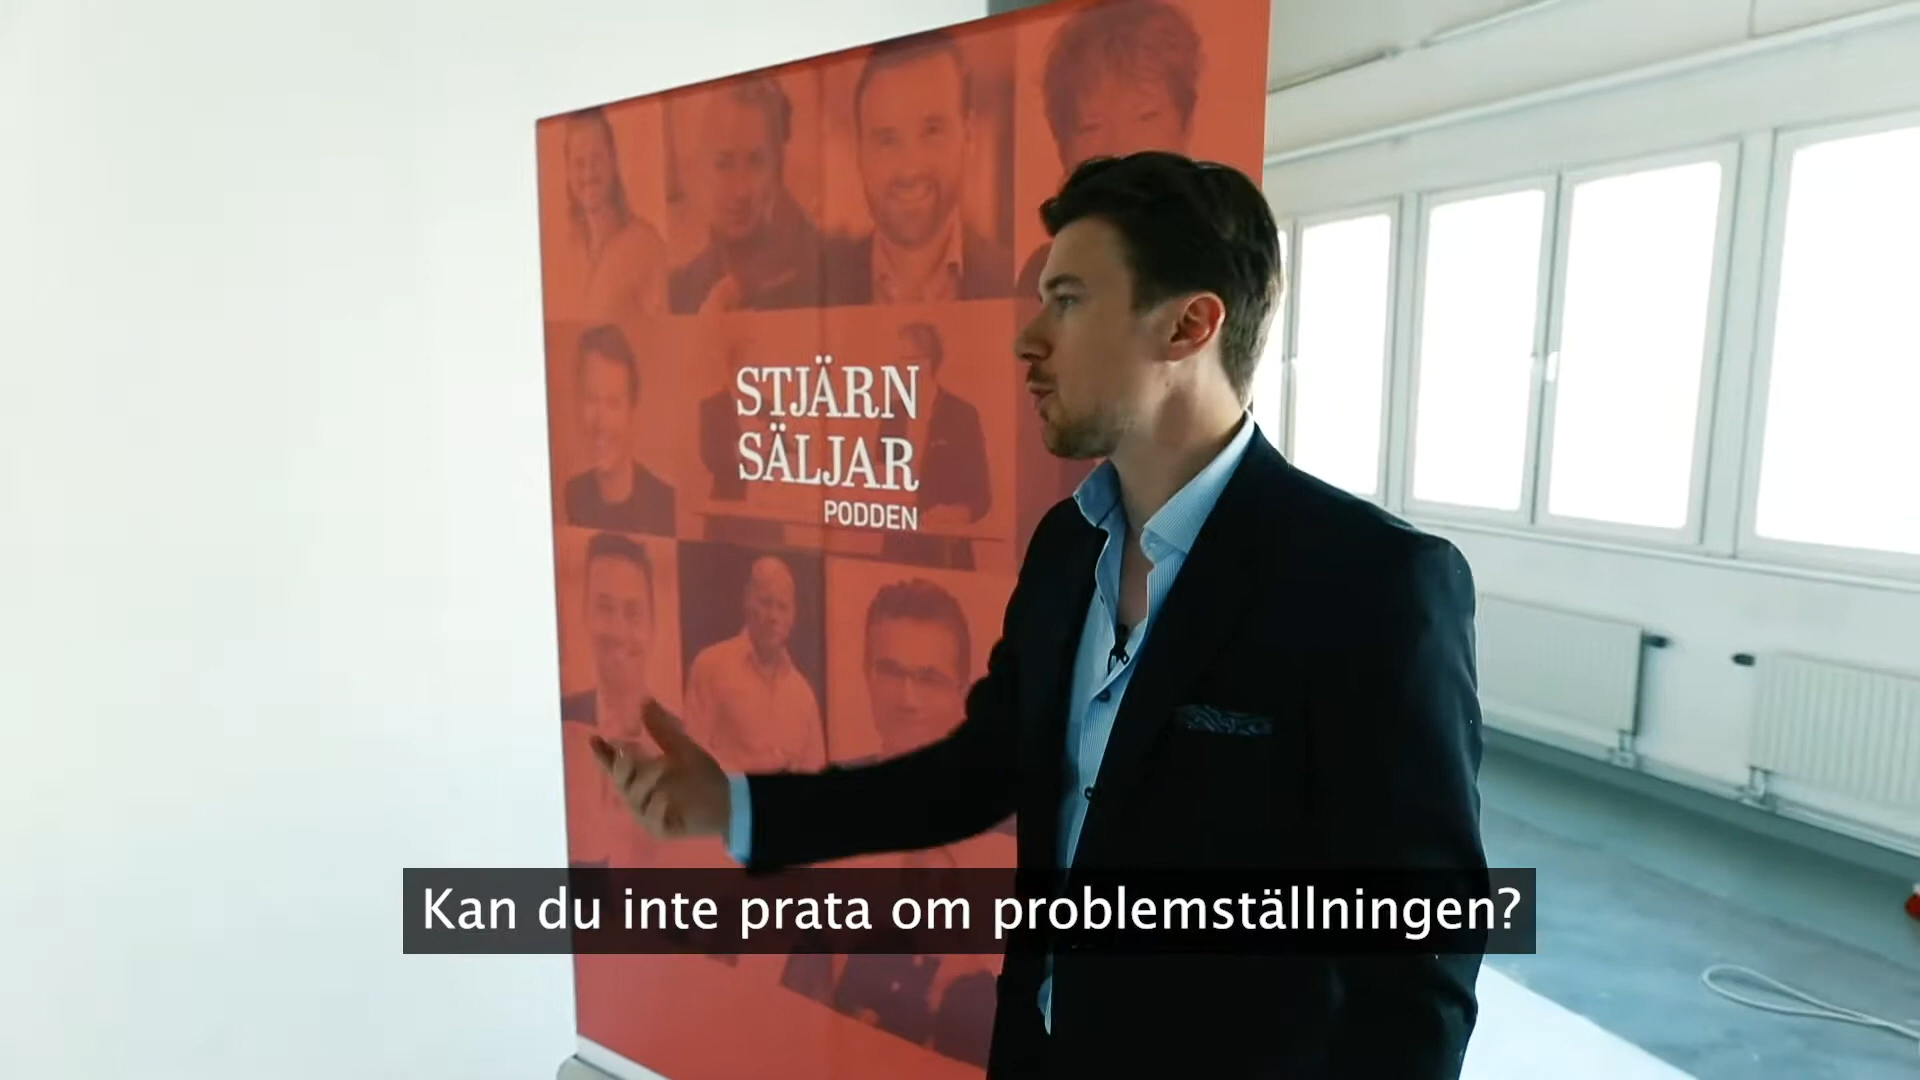 STJÄRN
SÄLJAR
PODDEN
Kan du inte prata om problemställningen?